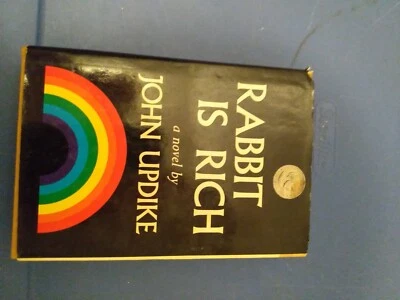 RABBIT
IS RICH
a novel by
JOHN UPDIKE